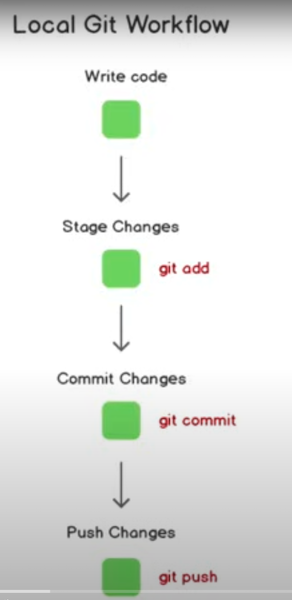 Local Git Workflow
Write code
Stage Changes
git add
Commit Changes
git commit
Push Changes
git push